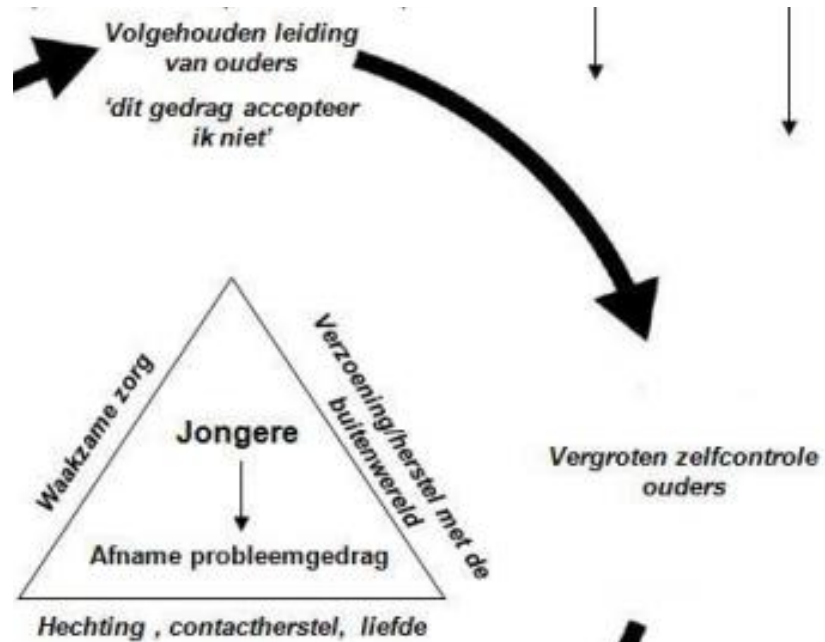 Volgehouden leiding
van ouders
'dit gedrag accepteer
ik niet'
Waakzame zorg
Verzoening/herstel met de
buitenwereld
Jongere
Afname probleemgedrag
Hechting , contactherstel, liefde
Vergroten zelfcontrole
ouders